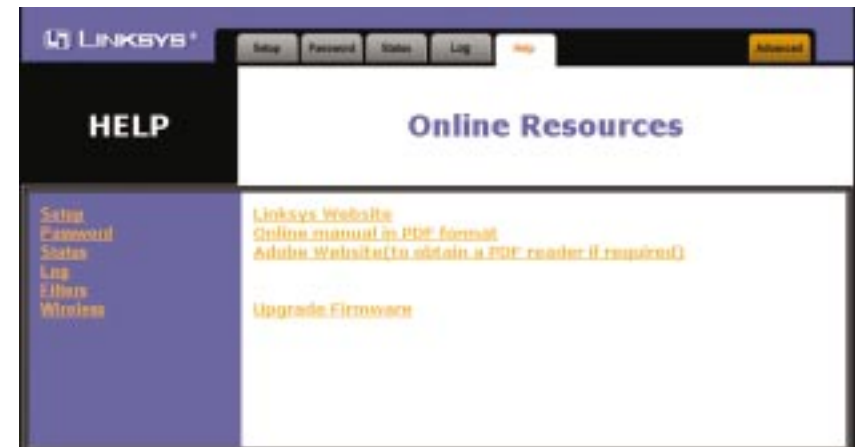 LINKSYS®
Setup Password Status Log Help Advanced
HELP
Online Resources
Setup
Password
Status
Log
Filters
Wireless
Linksys Website
Online manual in PDF format
Adobe Website(to obtain a PDF reader if required)
Upgrade Firmware